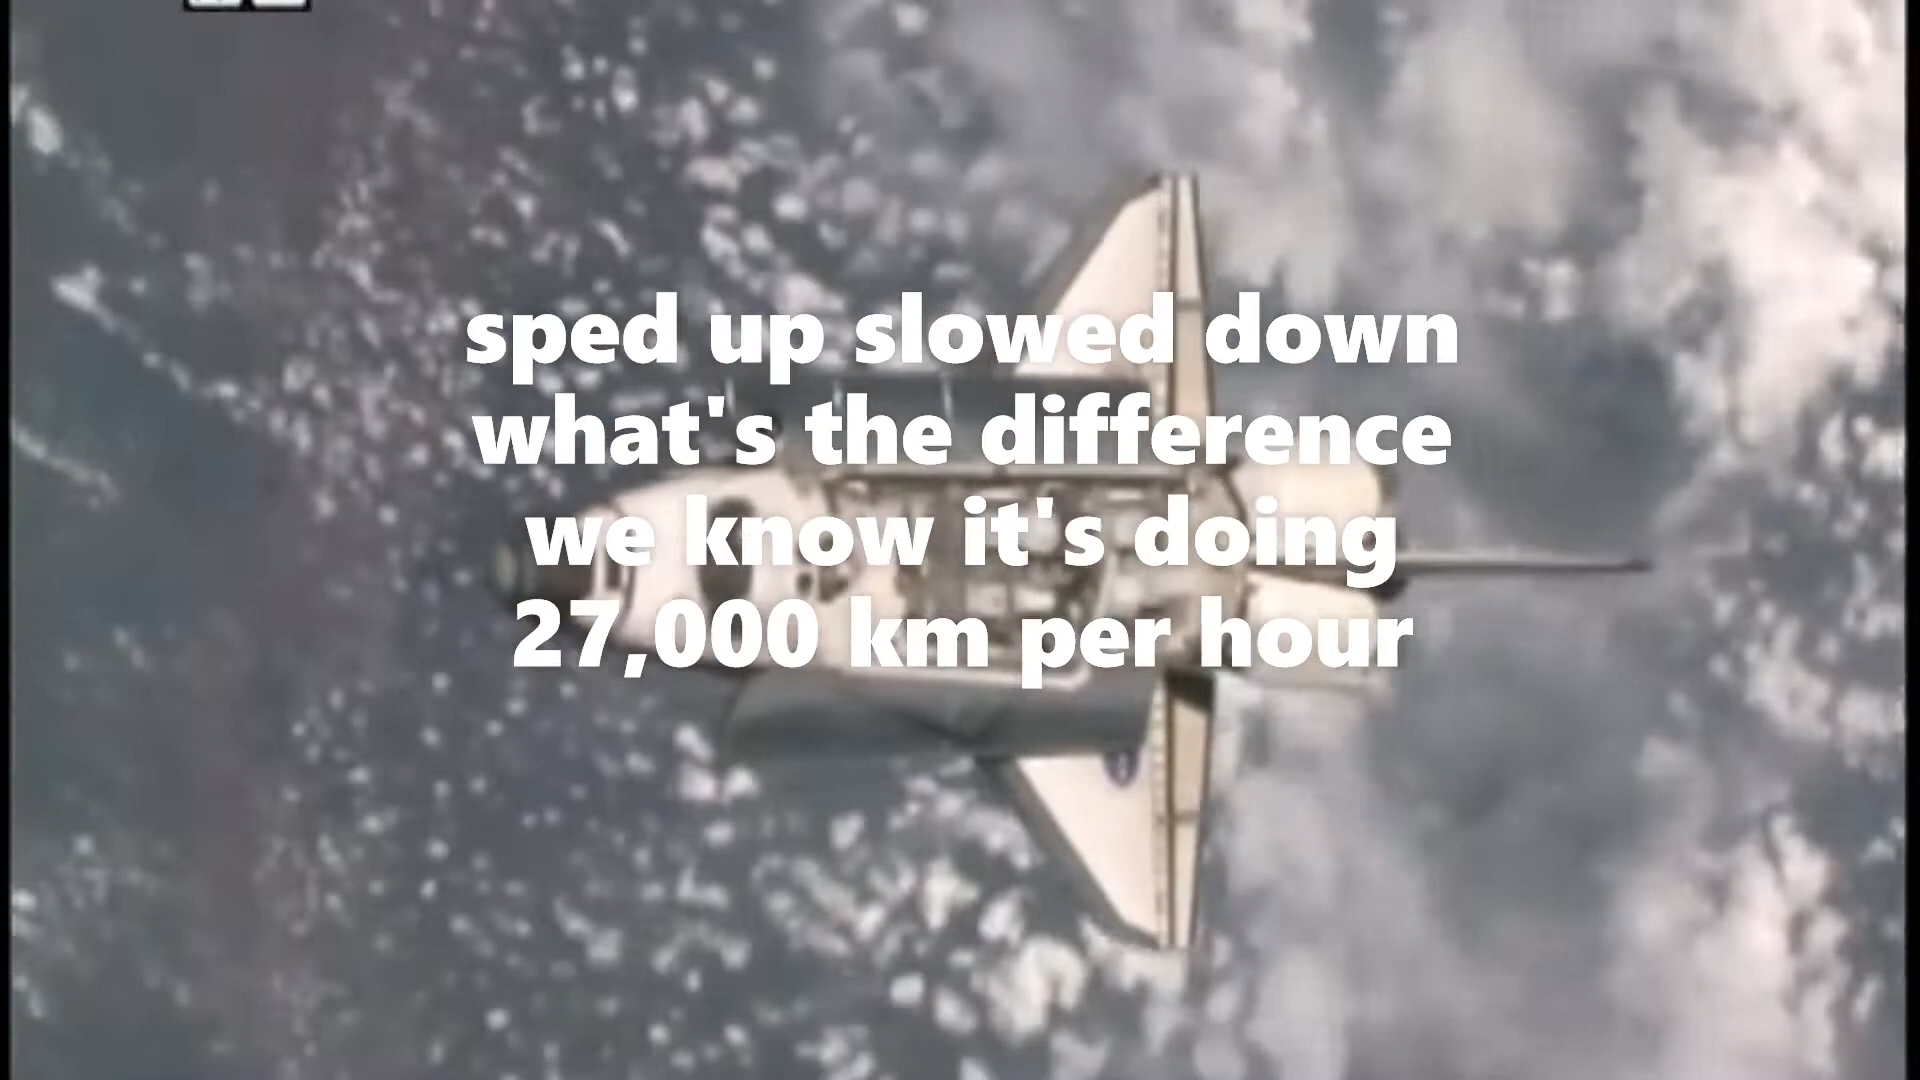 sped up slowed down
what's the difference
we know it's doing
27,000 km per hour